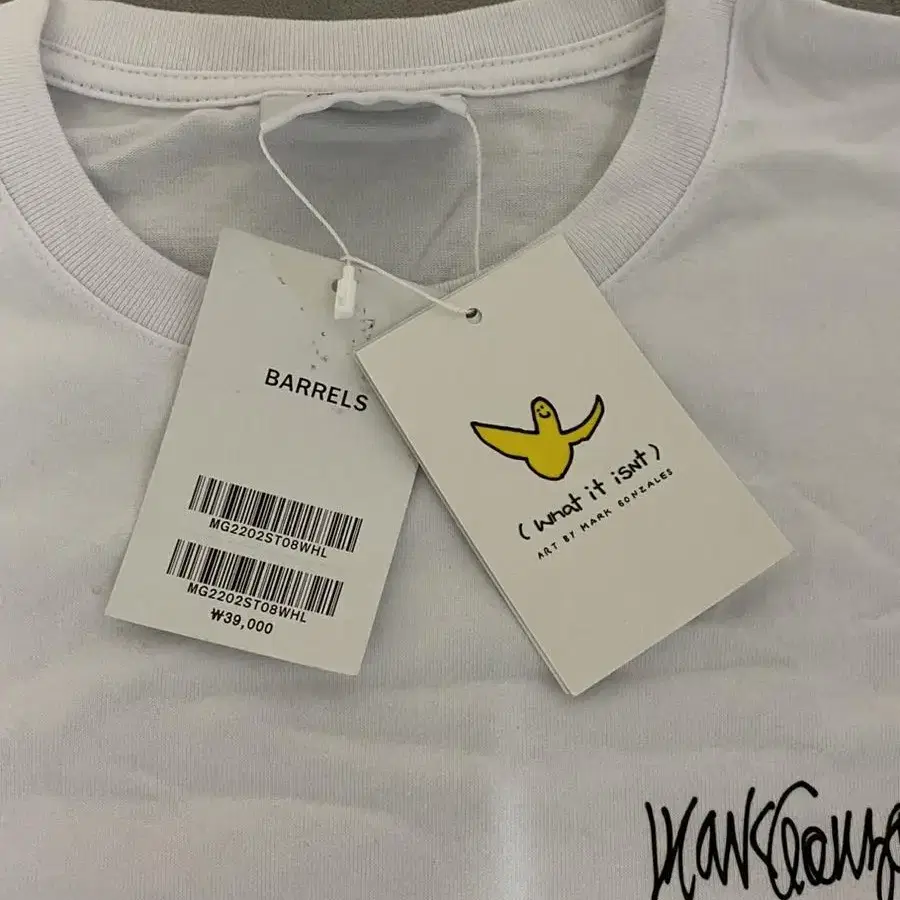 BARRELS
MG2202ST08WHL
MG2202ST08WHL
₩39,000
(What it isNt)
ART BY MARK GONZALES